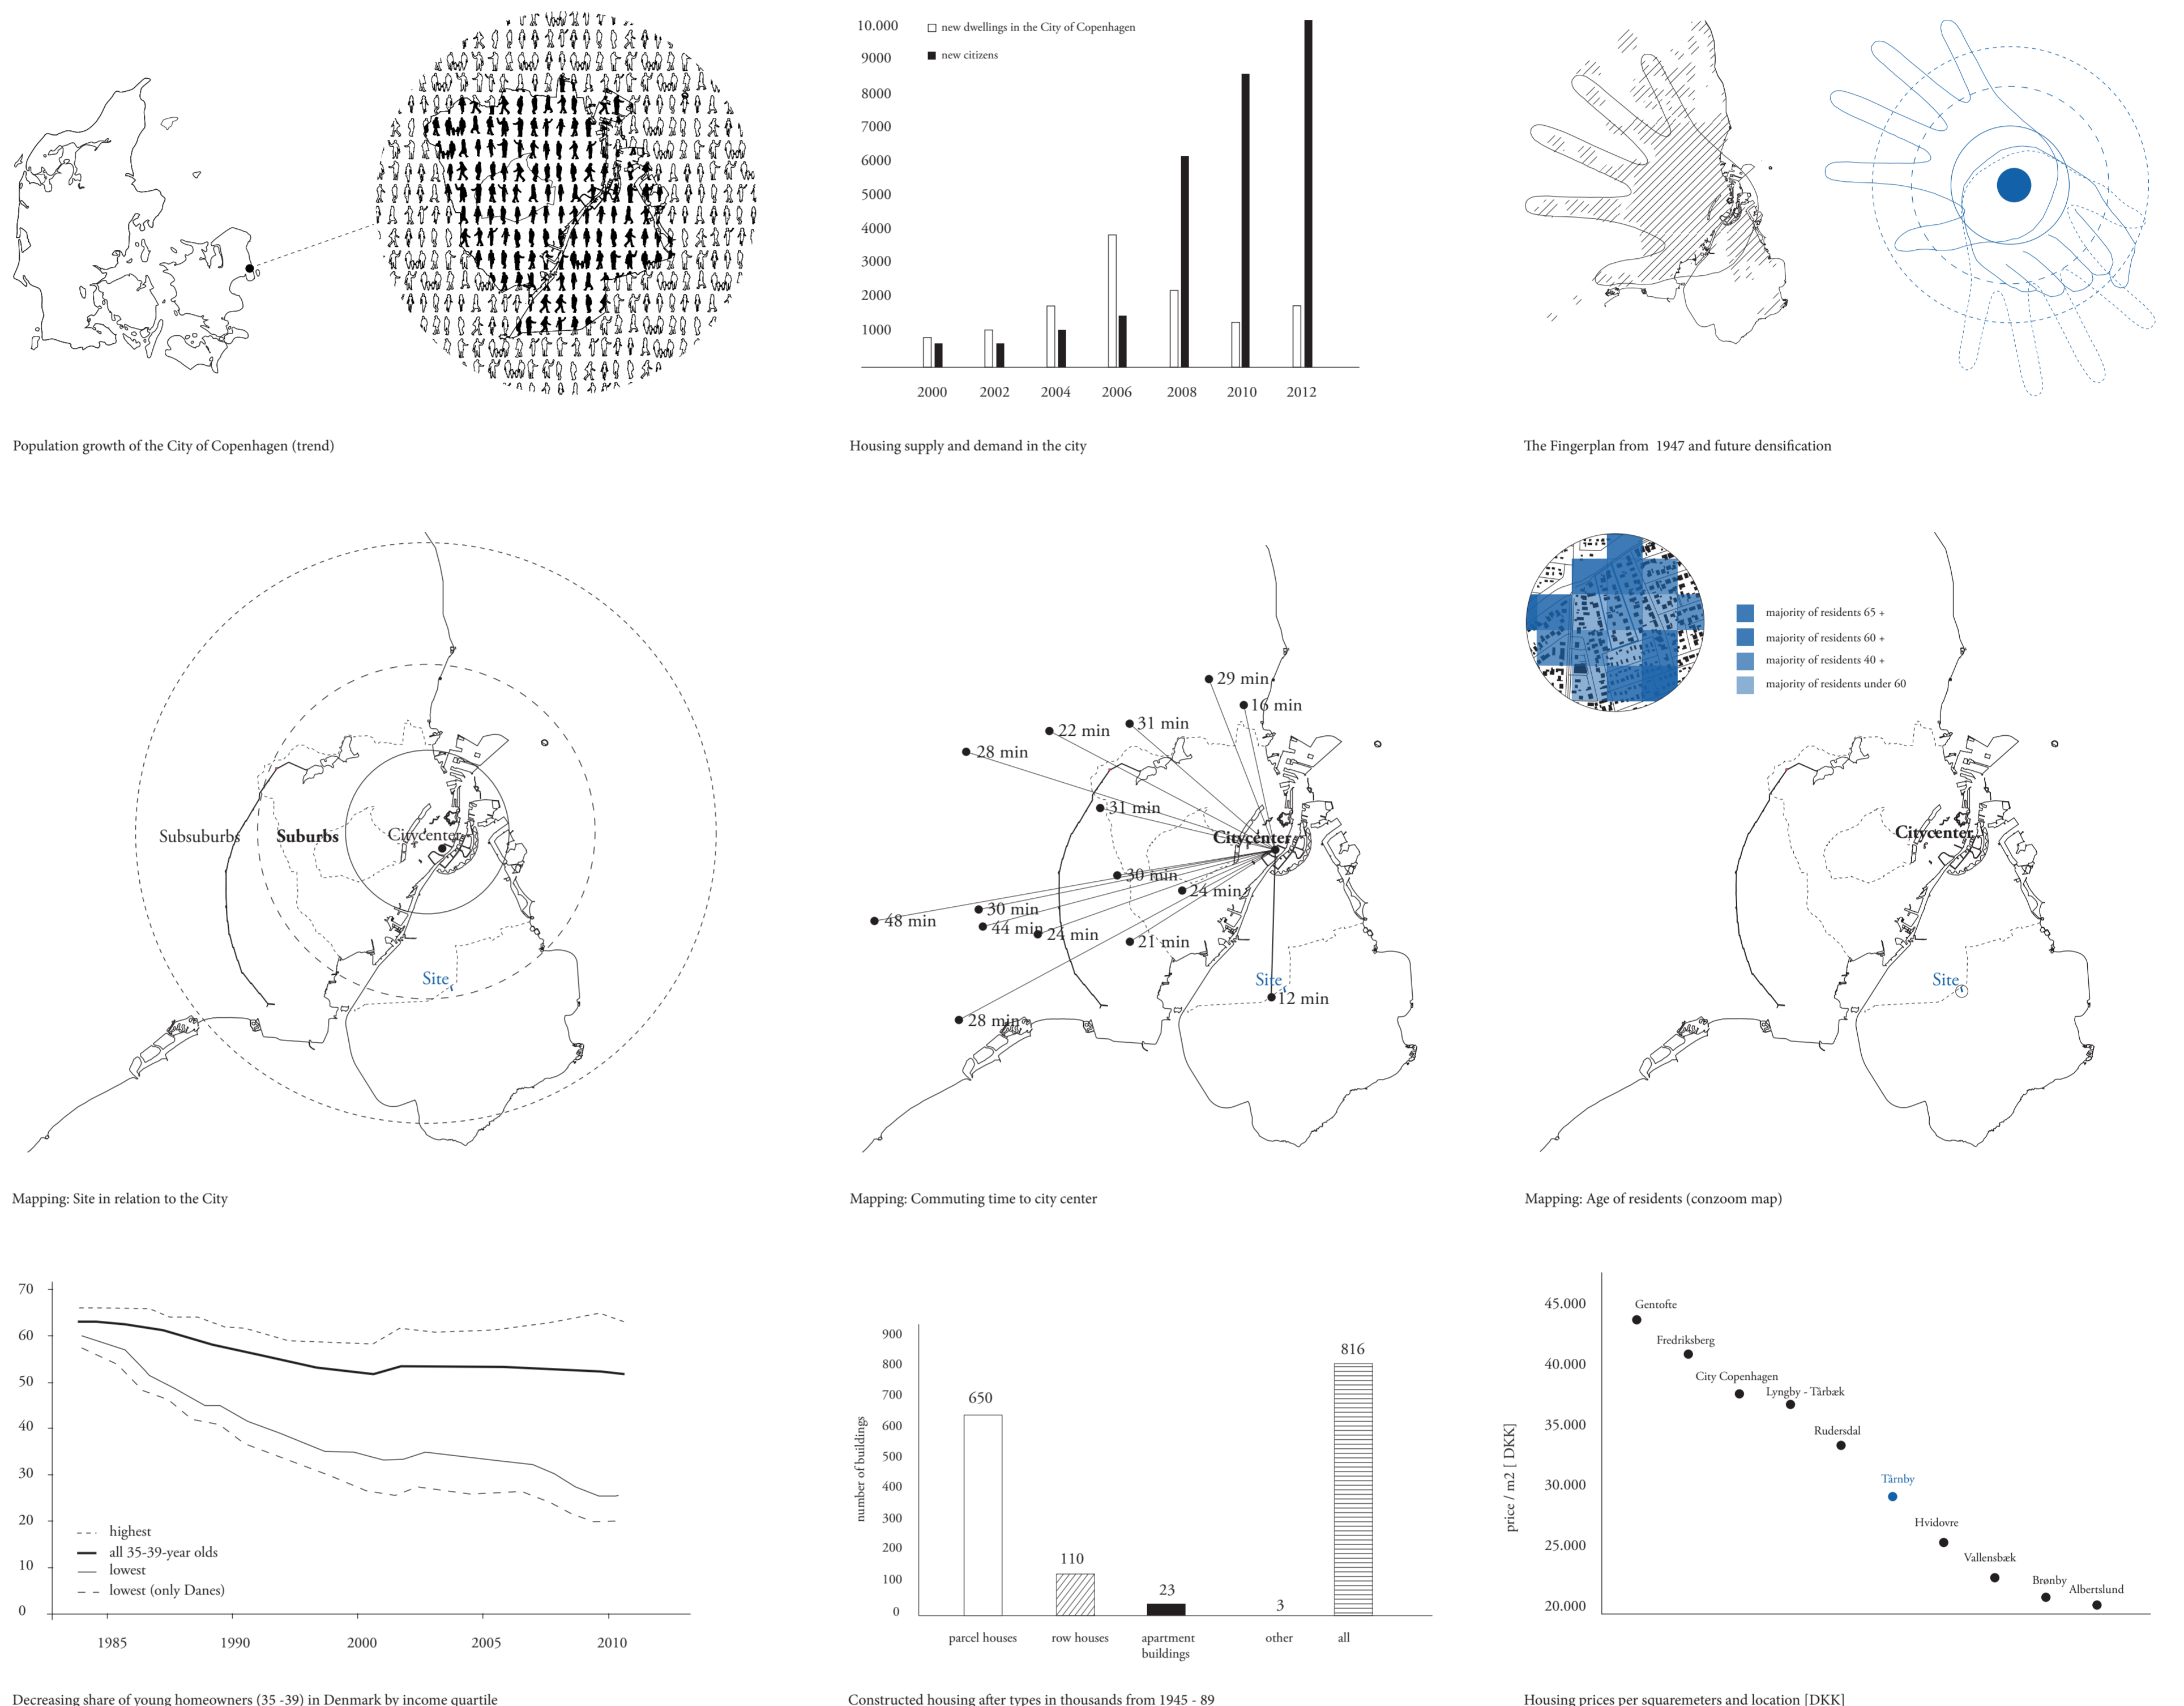 10.000
9000
8000
7000
6000
5000
4000
3000
2000
1000
new dwellings in the City of Copenhagen
new citizens
2000 2002 2004 2006 2008 2010 2012
Population growth of the City of Copenhagen (trend)
Housing supply and demand in the city
The Fingerplan from 1947 and future densification
Subsuburbs
Suburbs
Citycenter
Site
Mapping: Site in relation to the City
29 min
16 min
31 min
22 min
28 min
31 min
Citycenter
30 min
24 min
30 min
48 min
44 min
24 min
21 min
Site
12 min
28 min
Mapping: Commuting time to city center
majority of residents 65 +
majority of residents 60 +
majority of residents 40 +
majority of residents under 60
Citycenter
Site
Mapping: Age of residents (conzoom map)
70
60
50
40
30
20
10
0
highest
all 35-39-year olds
lowest
lowest (only Danes)
1985 1990 2000 2005 2010
Decreasing share of young homeowners (35 -39) in Denmark by income quartile
number of buildings
900
800
700
600
500
400
300
200
100
0
650
110
23
3
816
parcel houses
row houses
apartment
buildings
other
all
Constructed housing after types in thousands from 1945 - 89
price / m2 [ DKK]
45.000
40.000
35.000
30.000
25.000
20.000
Gentofte
Fredriksberg
City Copenhagen
Lyngby - Tårbæk
Rudersdal
Tårnby
Hvidovre
Vallensbæk
Brønby
Albertslund
Housing prices per squaremeters and location [DKK]